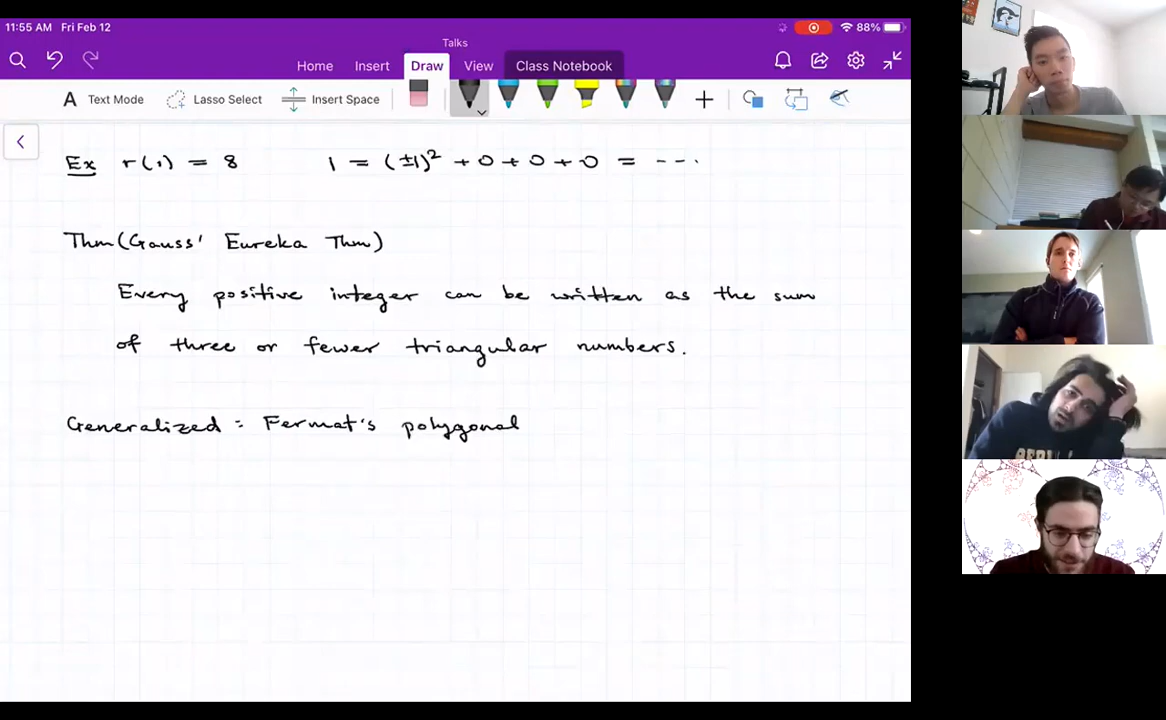 11:55 AM Fri Feb 12
88%
Talks
Home Insert Draw View Class Notebook
A Text Mode Lasso Select Insert Space
Ex r(1) = 8 1 = (±1)² + 0 + 0 + 0 = ----
Thm (Gauss' Eureka Thm)
Every positive integer can be written as the sum
of three or fewer triangular numbers.
Generalized: Fermat's polygonal